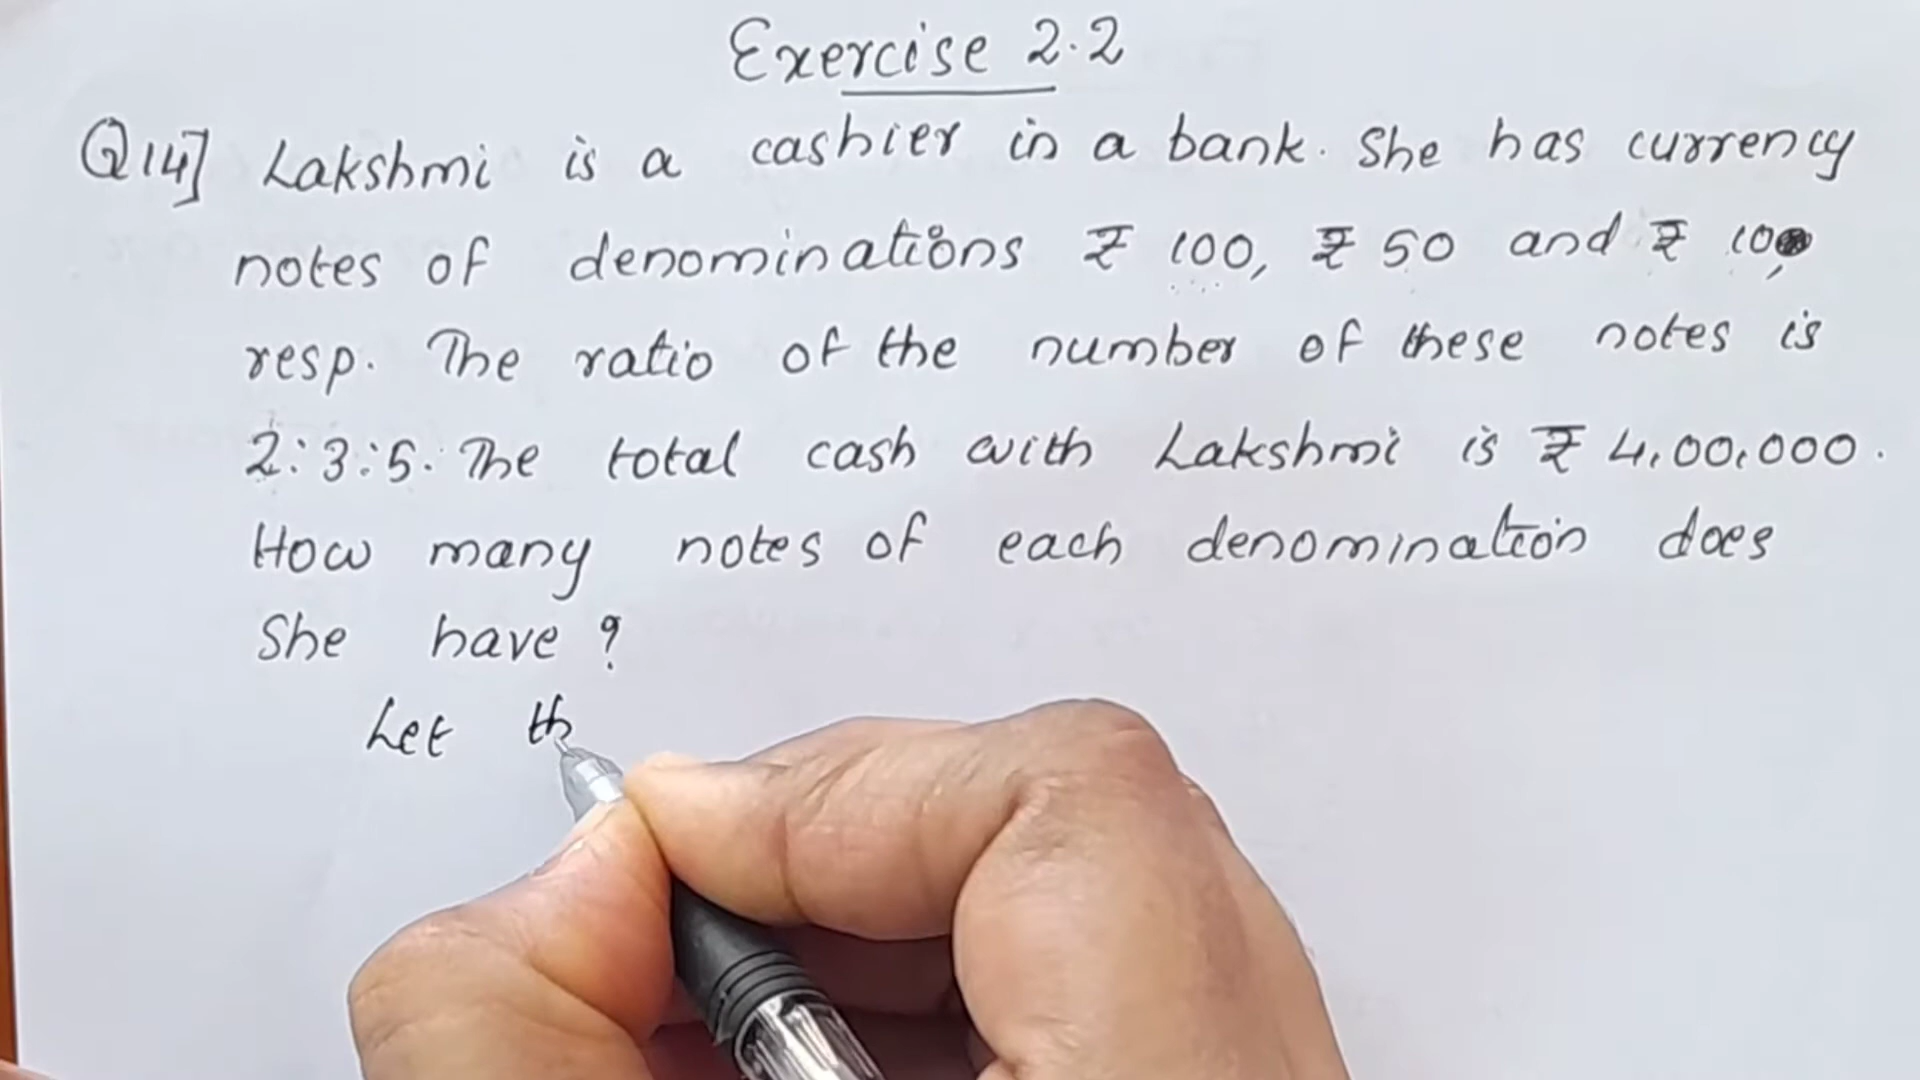 Exercise 2.2
Q14] Lakshmi is a cashier in a bank. She has currency
notes of denominations ₹ 100, ₹ 50 and ₹ 10,
resp. The ratio of the number of these notes is
2:3:5. The total cash with Lakshmi is ₹ 4,00,000.
How many notes of each denomination does
She have?
Let th